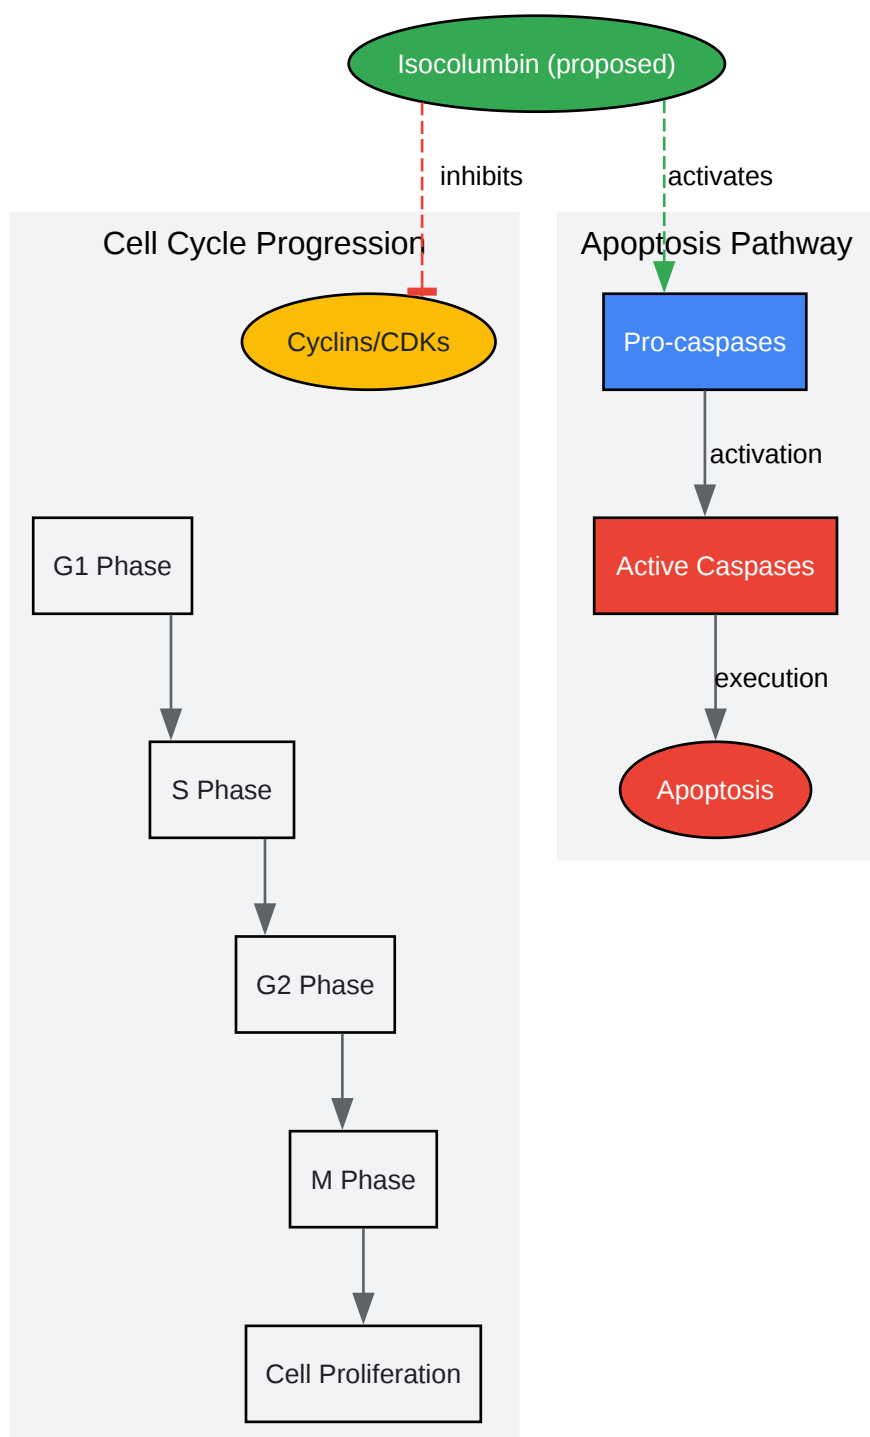 Isocolumbin (proposed)
inhibits
activates
Cell Cycle Progression
Apoptosis Pathway
Cyclins/CDKs
Pro-caspases
activation
G1 Phase
Active Caspases
execution
S Phase
Apoptosis
G2 Phase
M Phase
Cell Proliferation